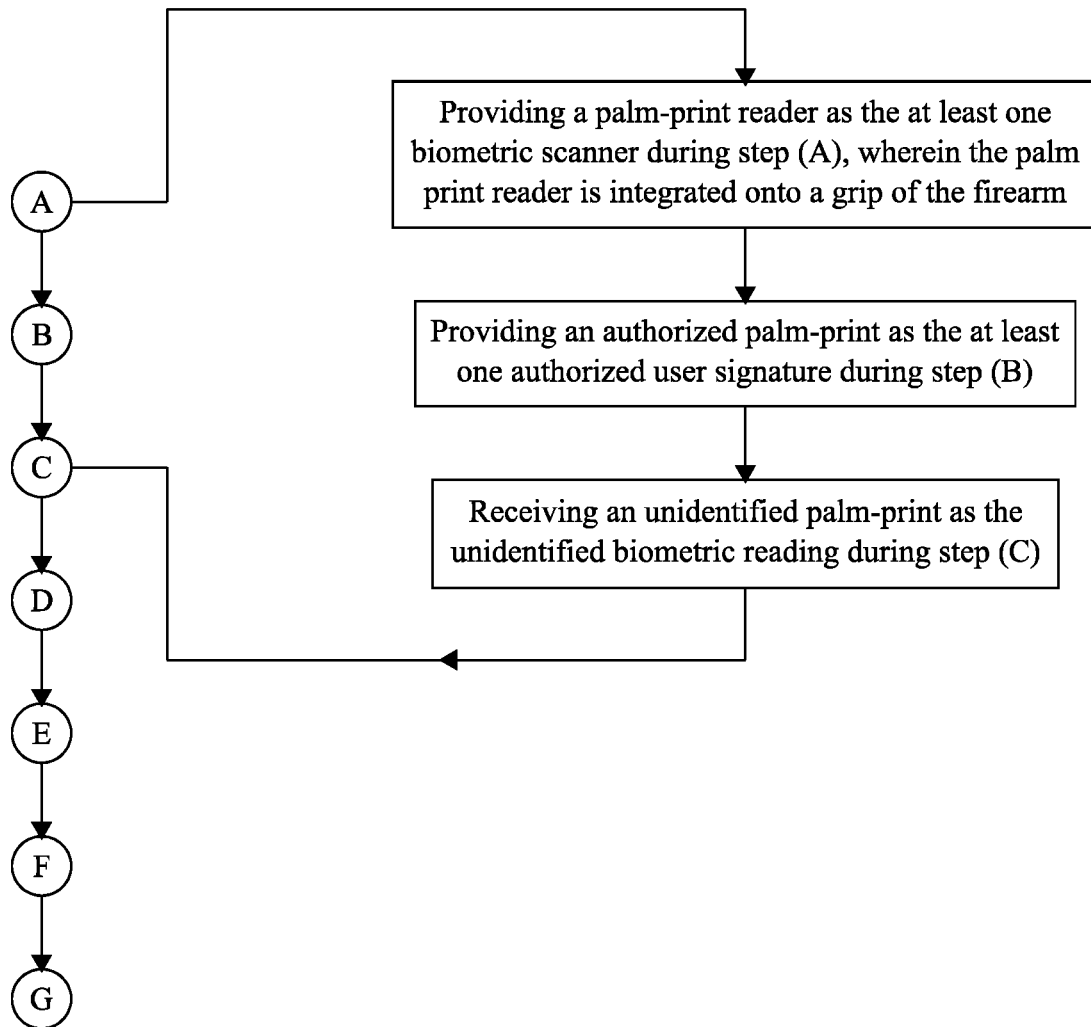 Providing a palm-print reader as the at least one
biometric scanner during step (A), wherein the palm
print reader is integrated onto a grip of the firearm
A
B
Providing an authorized palm-print as the at least
one authorized user signature during step (B)
C
Receiving an unidentified palm-print as the
unidentified biometric reading during step (C)
D
E
F
G